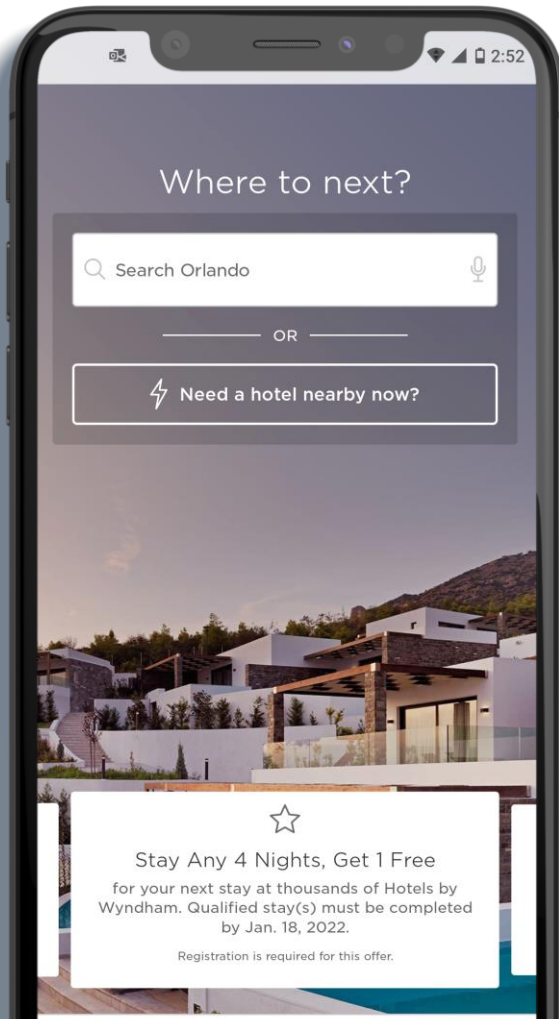 2:52
Where to next?
Search Orlando
OR
Need a hotel nearby now?
Stay Any 4 Nights, Get 1 Free
for your next stay at thousands of Hotels by
Wyndham. Qualified stay(s) must be completed
by Jan. 18, 2022.
Registration is required for this offer.